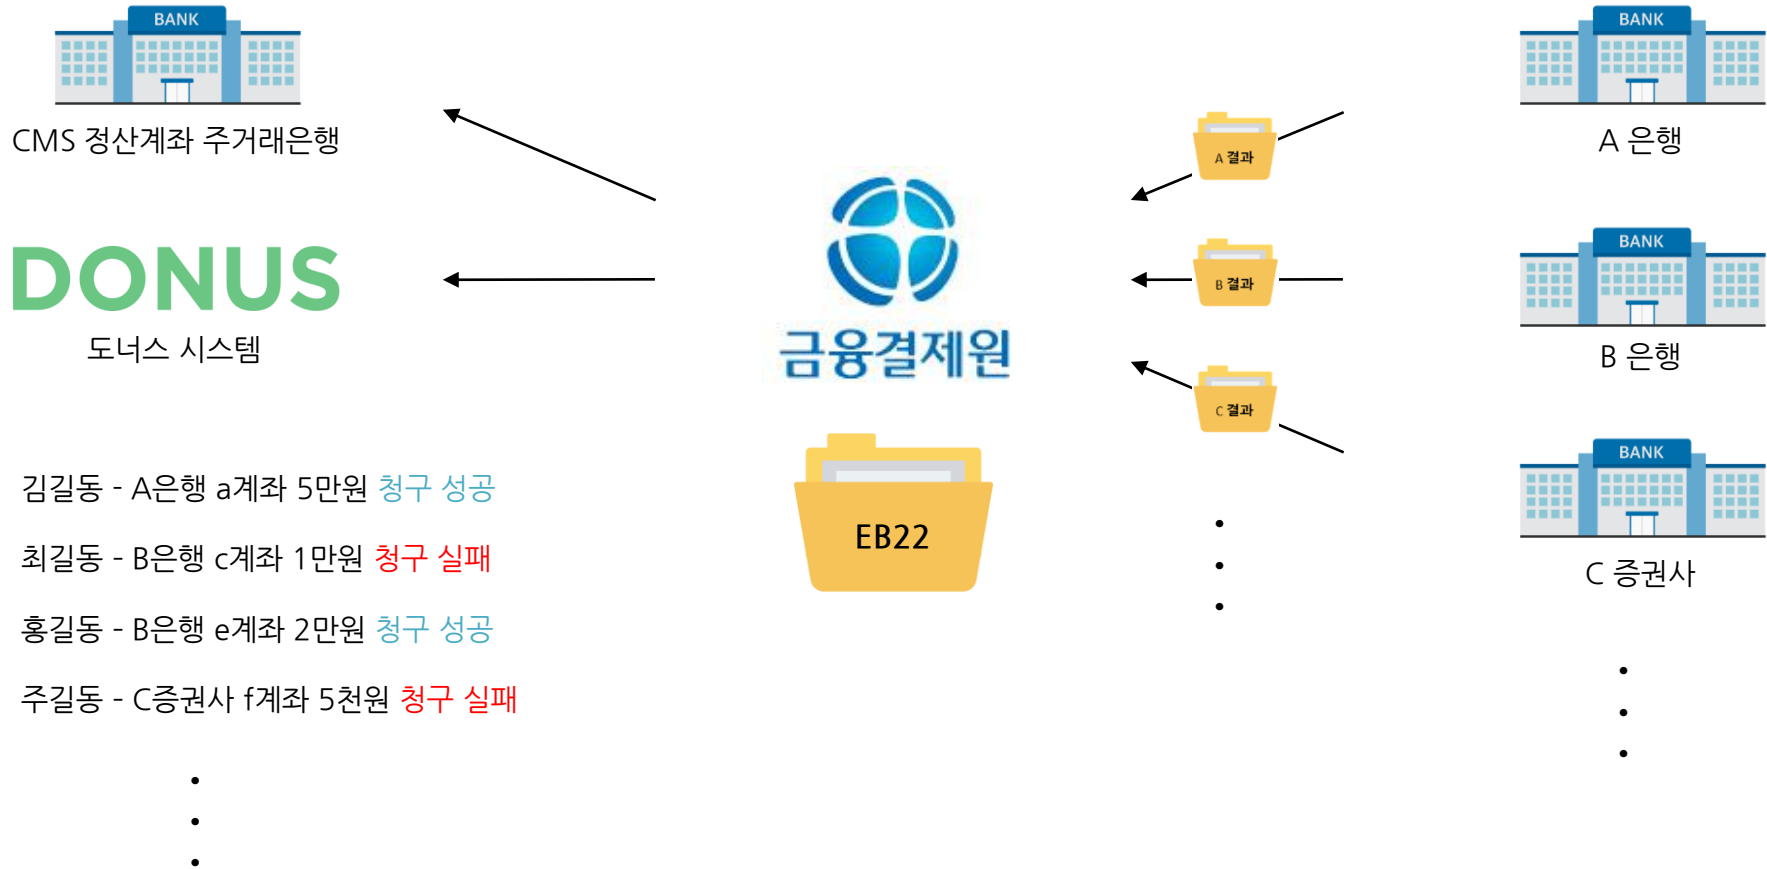 BANK
CMS 정산계좌 주거래은행
DONUS
도너스 시스템
김길동 - A은행 a계좌 5만원 청구 성공
최길동 - B은행 c계좌 1만원 청구 실패
홍길동 - B은행 e계좌 2만원 청구 성공
주길동 - C증권사 f계좌 5천원 청구 실패
금융결제원
EB22
A 결과
B 결과
C 결과
BANK
A 은행
BANK
B 은행
BANK
C 증권사